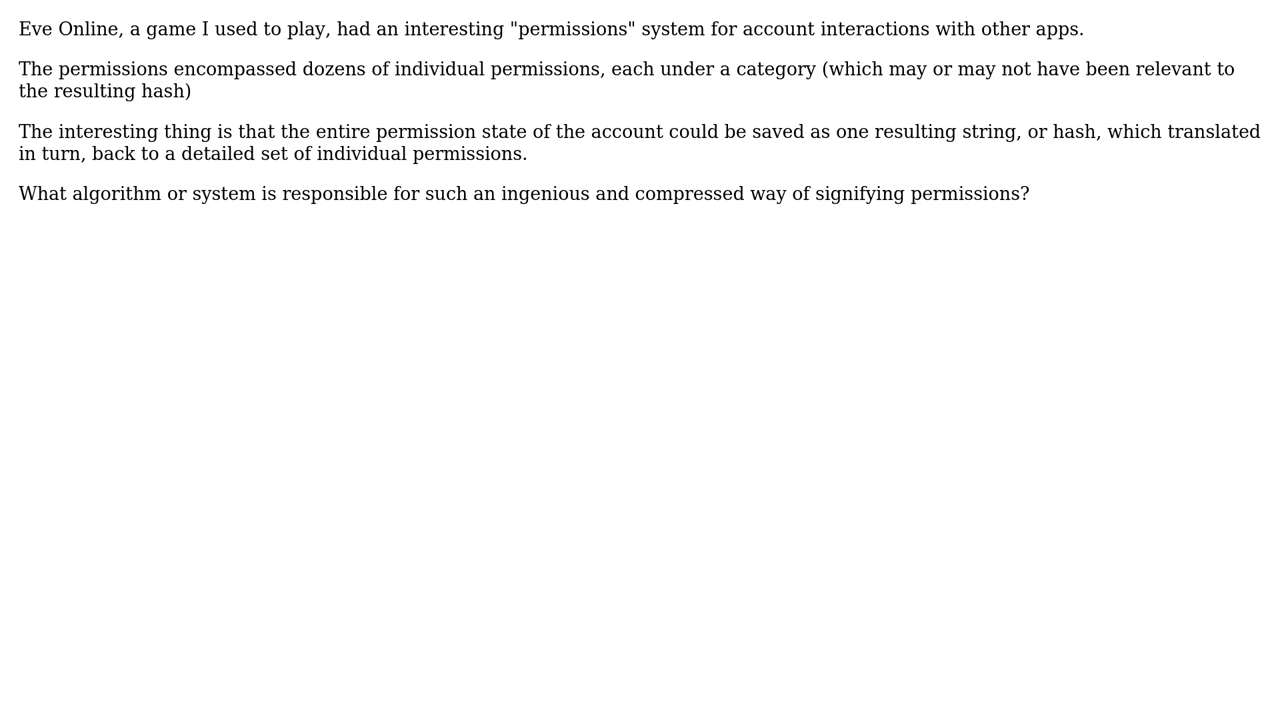 Eve Online, a game I used to play, had an interesting "permissions" system for account interactions with other apps.
The permissions encompassed dozens of individual permissions, each under a category (which may or may not have been relevant to
the resulting hash)
The interesting thing is that the entire permission state of the account could be saved as one resulting string, or hash, which translated
in turn, back to a detailed set of individual permissions.
What algorithm or system is responsible for such an ingenious and compressed way of signifying permissions?